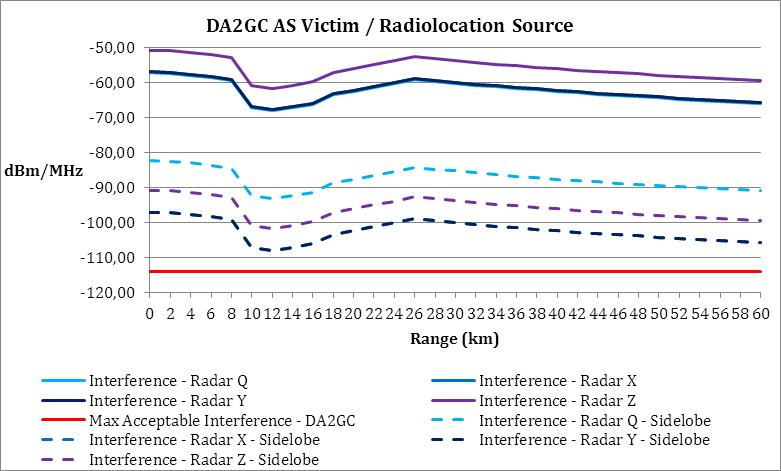 DA2GC AS Victim / Radiolocation Source
-50,00
-60,00
-70,00
-80,00
dBm/MHz
-90,00
-100,00
-110,00
-120,00
0 2 4 6 8 10 12 14 16 18 20 22 24 26 28 30 32 34 36 38 40 42 44 46 48 50 52 54 56 58 60
Range (km)
Interference - Radar Q Interference - Radar X
Interference - Radar Y Interference - Radar Z
Max Acceptable Interference - DA2GC Interference - Radar Q - Sidelobe
Interference - Radar X - Sidelobe Interference - Radar Y - Sidelobe
Interference - Radar Z - Sidelobe